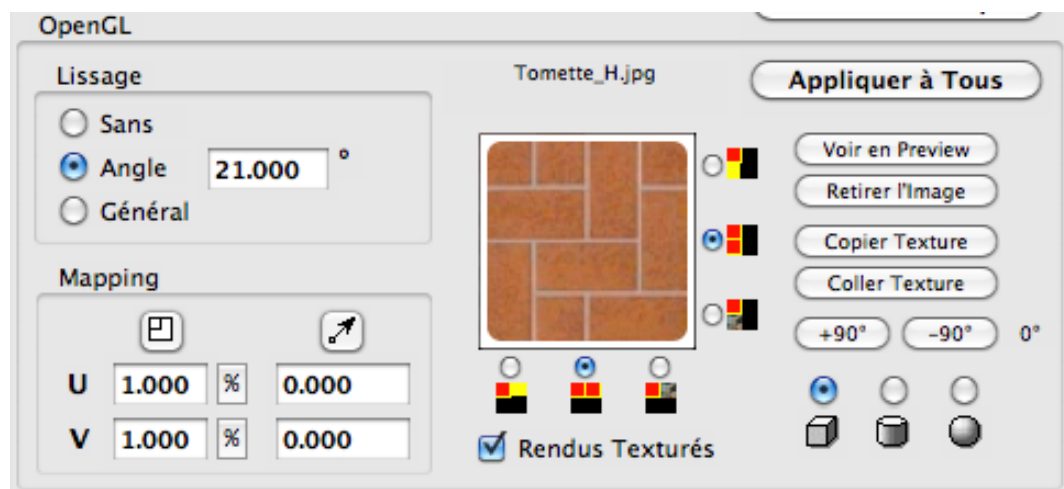 OpenGL
Lissage
Sans
Angle 21.000 °
Général
Mapping
U 1.000 % 0.000
V 1.000 % 0.000
Tomette_H.jpg
Rendus Texturés
Appliquer à Tous
Voir en Preview
Retirer l'Image
Copier Texture
Coller Texture
+90° -90° 0°